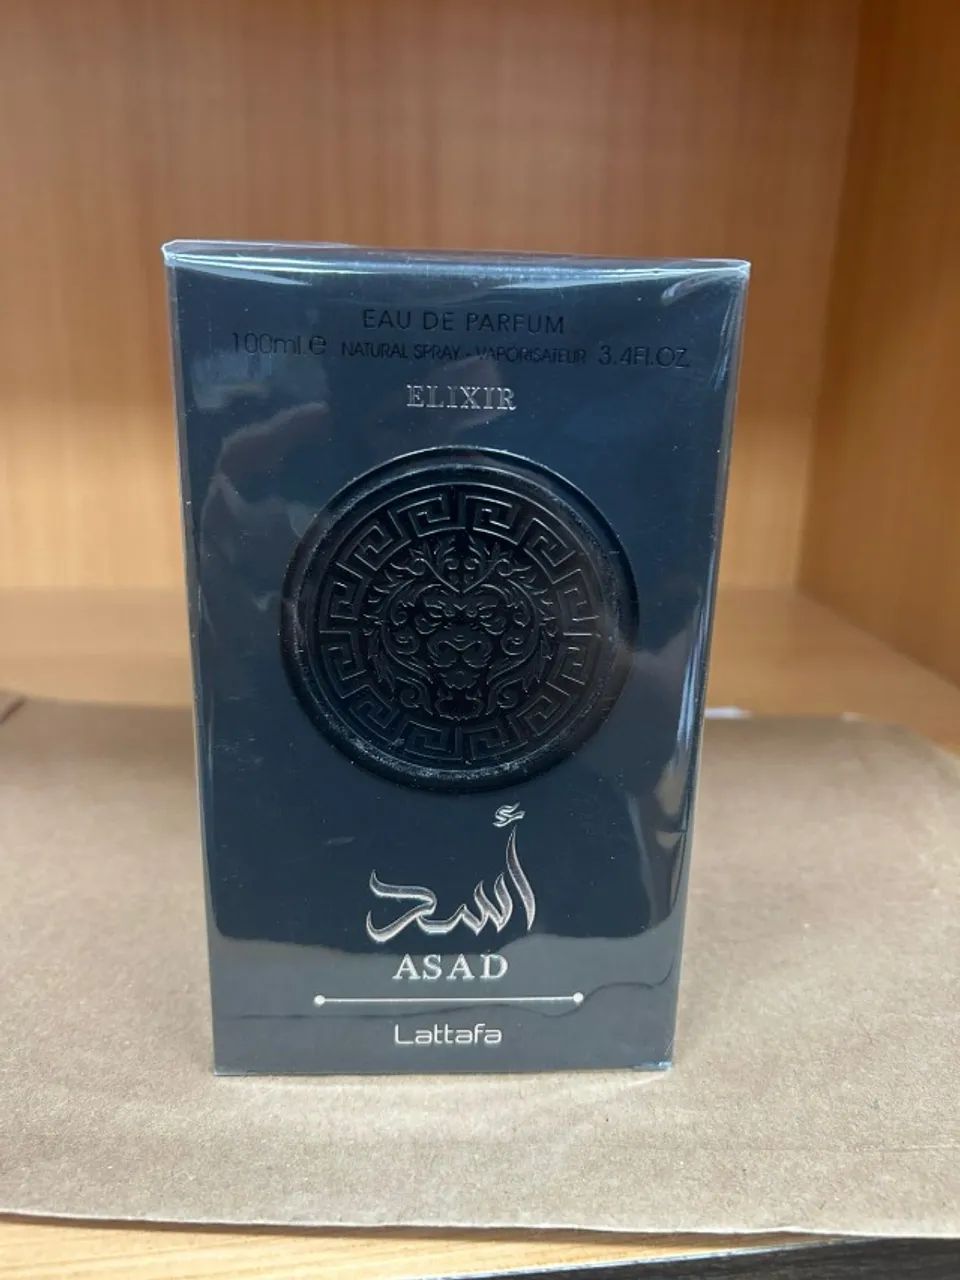 EAU DE PARFUM
100ml.e NATURAL SPRAY - VAPORISATEUR 3.4Fl.OZ.
ELIXIR
أسد
ASAD
Lattafa